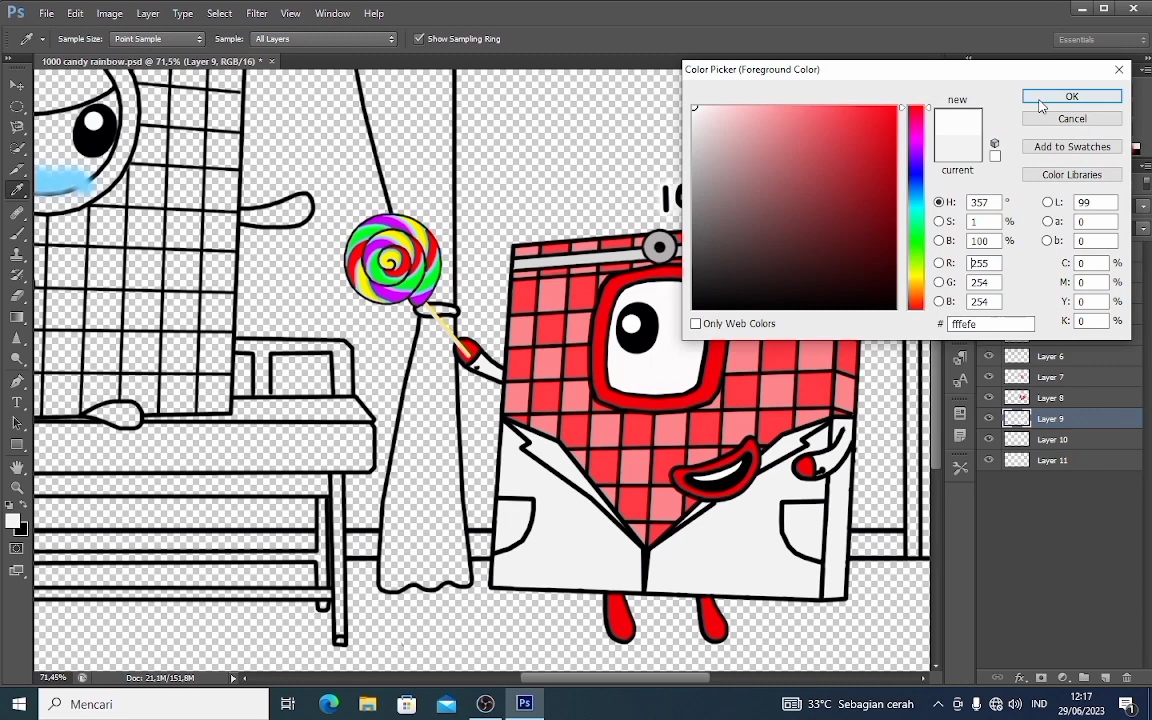 Ps File Edit Image Layer Type Select Filter View Window Help
Sample Size: Point Sample Sample: All Layers Show Sampling Ring Essentials
1000 candy rainbow.psd @ 71,5% (Layer 9, RGB/16) *
Color Picker (Foreground Color)
new
current
OK
Cancel
Add to Swatches
Color Libraries
H: 357 °
S: 1 %
B: 100 %
R: 255
G: 254
B: 254
L: 99
a: 0
b: 0
C: 0 %
M: 0 %
Y: 0 %
K: 0 %
# fffefe
Only Web Colors
Layer 6
Layer 7
Layer 8
Layer 9
Layer 10
Layer 11
71,45% Doc: 21,1M/151,8M
Mencari
33°C Sebagian cerah
IND
12:17
29/06/2023
1